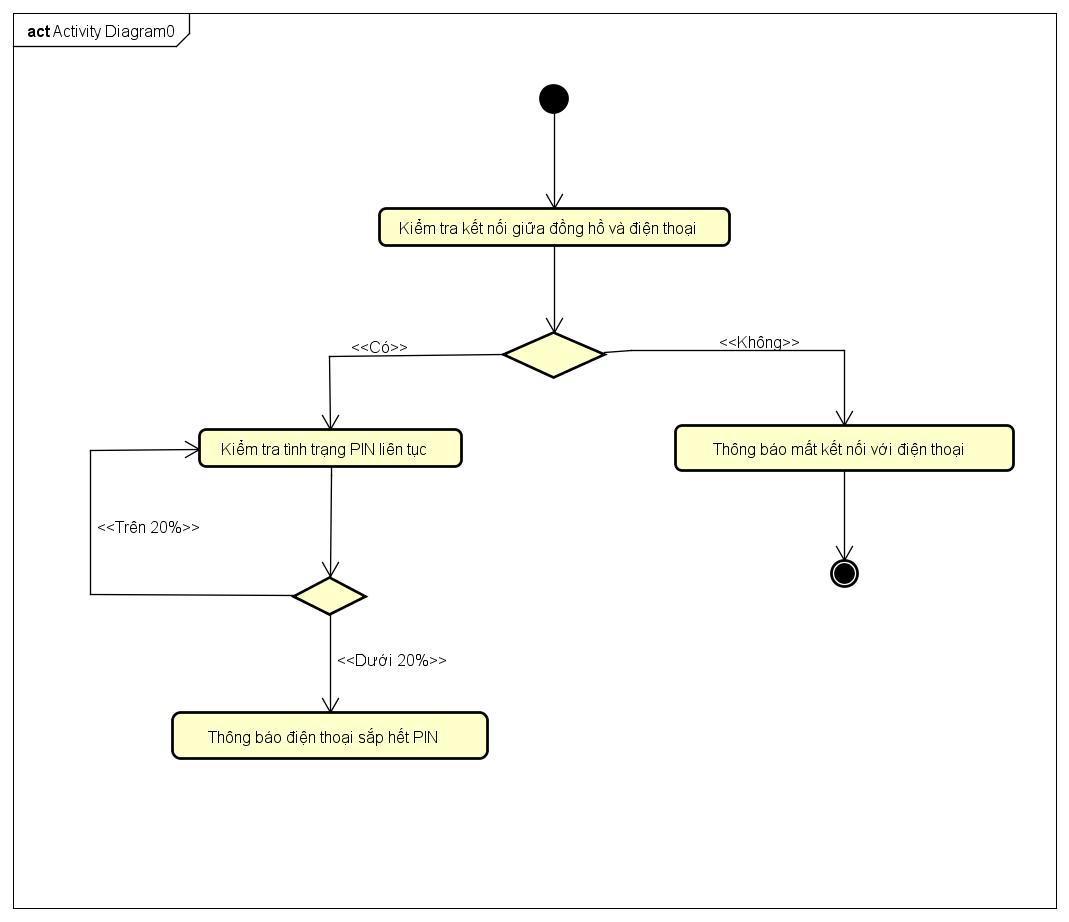 act Activity Diagram0
Kiểm tra kết nối giữa đồng hồ và điện thoại
<<Có>>
<<Không>>
Kiểm tra tình trạng PIN liên tục
Thông báo mất kết nối với điện thoại
<<Trên 20%>>
<<Dưới 20%>>
Thông báo điện thoại sắp hết PIN